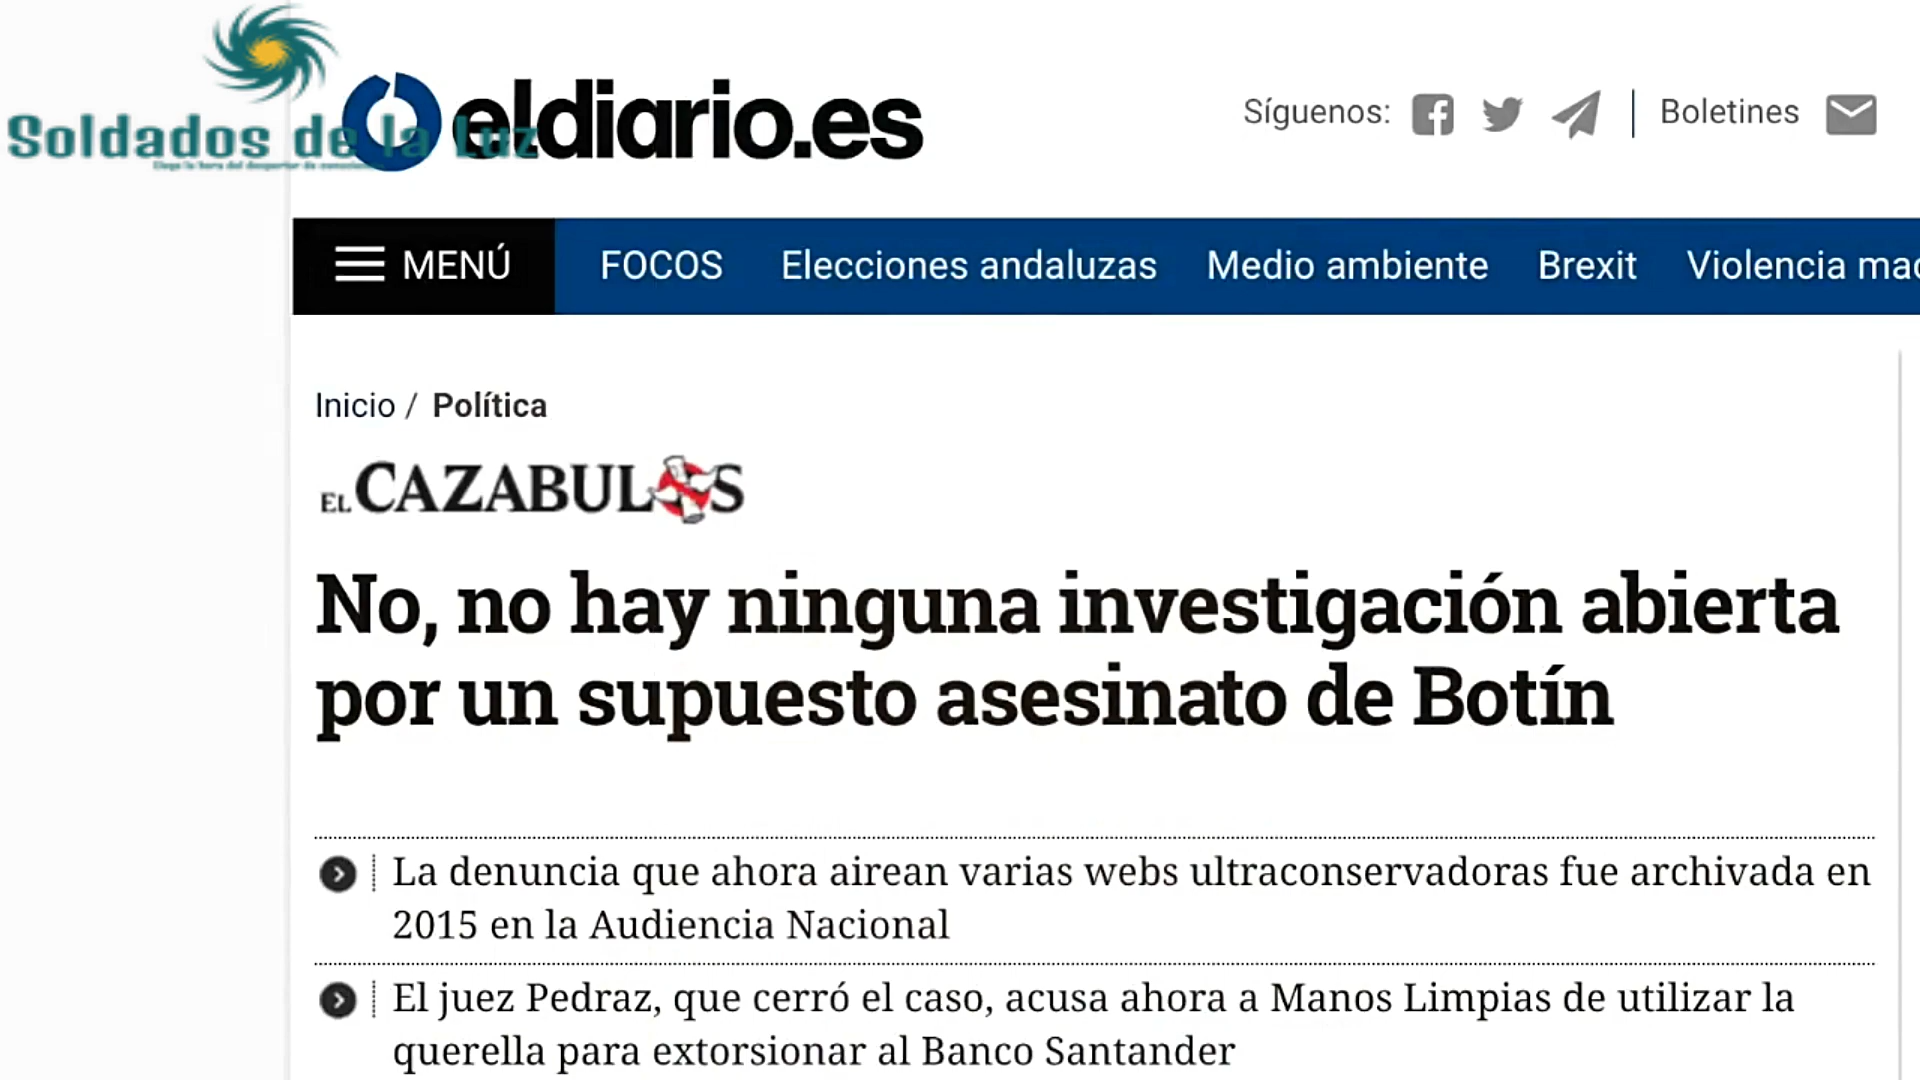 Soldados de la Luz
eldiario.es
Síguenos:
Boletines
MENÚ FOCOS Elecciones andaluzas Medio ambiente Brexit Violencia mac
Inicio / Política
EL CAZABULOS
No, no hay ninguna investigación abierta
por un supuesto asesinato de Botín
La denuncia que ahora airean varias webs ultraconservadoras fue archivada en
2015 en la Audiencia Nacional
El juez Pedraz, que cerró el caso, acusa ahora a Manos Limpias de utilizar la
querella para extorsionar al Banco Santander